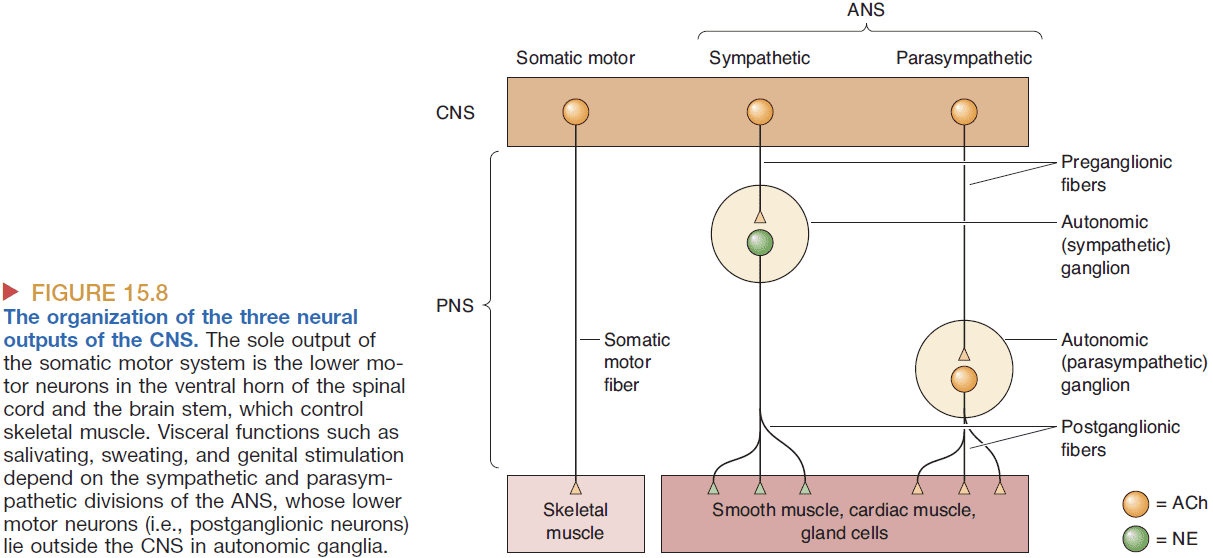 ANS
Somatic motor
Sympathetic
Parasympathetic
CNS
Preganglionic
fibers
Autonomic
(sympathetic)
ganglion
PNS
Somatic
motor
fiber
Autonomic
(parasympathetic)
ganglion
Postganglionic
fibers
Skeletal
muscle
Smooth muscle, cardiac muscle,
gland cells
= ACh
= NE
FIGURE 15.8
The organization of the three neural
outputs of the CNS. The sole output of
the somatic motor system is the lower mo-
tor neurons in the ventral horn of the spinal
cord and the brain stem, which control
skeletal muscle. Visceral functions such as
salivating, sweating, and genital stimulation
depend on the sympathetic and parasym-
pathetic divisions of the ANS, whose lower
motor neurons (i.e., postganglionic neurons)
lie outside the CNS in autonomic ganglia.